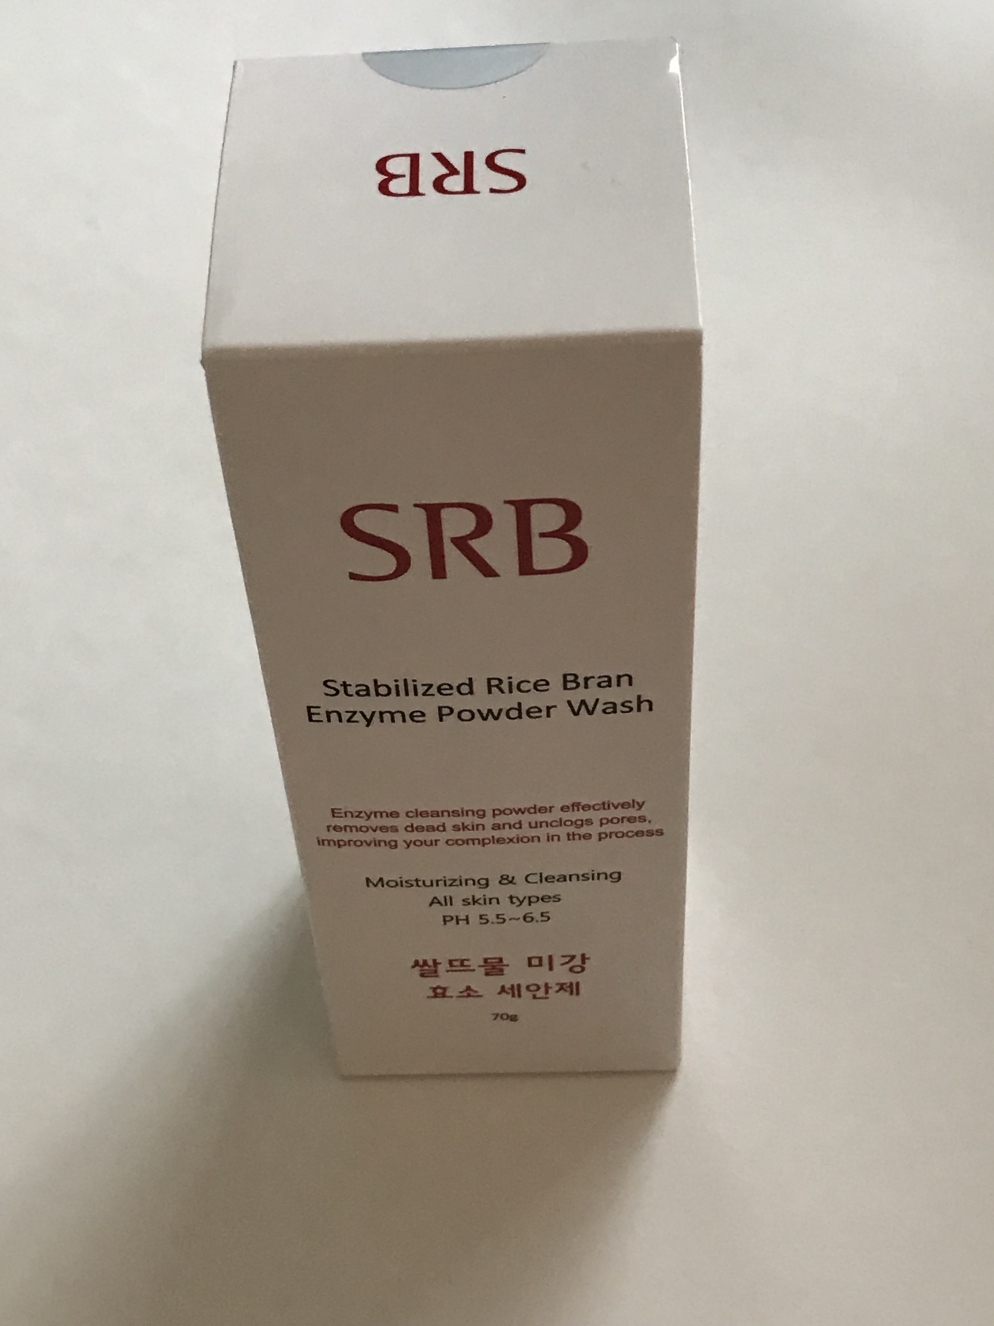 SRB
SRB
Stabilized Rice Bran
Enzyme Powder Wash
Enzyme cleansing powder effectively
removes dead skin and unclogs pores,
improving your complexion in the process
Moisturizing & Cleansing
All skin types
PH 5.5~6.5
쌀뜨물 미강
효소 세안제
70g